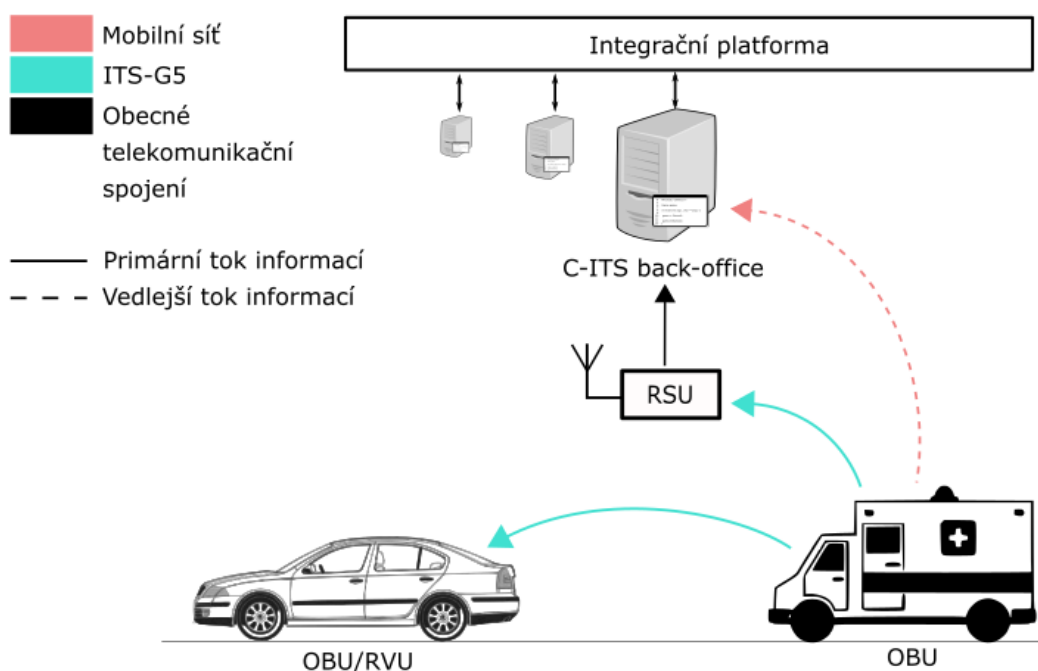 Mobilní síť
ITS-G5
Obecné
telekomunikační
spojení
Primární tok informací
Vedlejší tok informací
Integrační platforma
C-ITS back-office
RSU
OBU/RVU
OBU